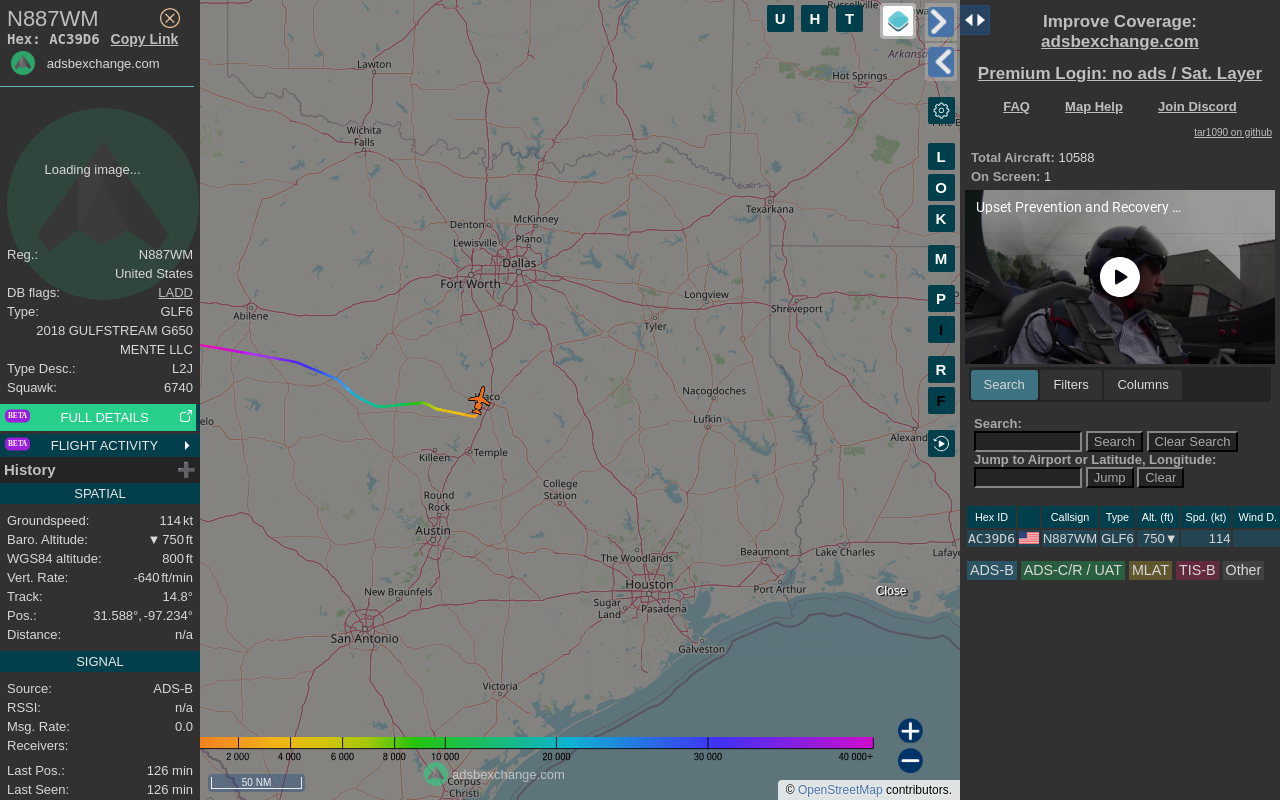 N887WM
Hex: AC39D6 Copy Link
adsbexchange.com
Loading image...
Reg.: N887WM
United States
DB flags: LADD
Type: GLF6
2018 GULFSTREAM G650
MENTE LLC
Type Desc.: L2J
Squawk: 6740
BETA FULL DETAILS
BETA FLIGHT ACTIVITY
History
SPATIAL
Groundspeed: 114 kt
Baro. Altitude: ▼ 750 ft
WGS84 altitude: 800 ft
Vert. Rate: -640 ft/min
Track: 14.8°
Pos.: 31.588°, -97.234°
Distance: n/a
SIGNAL
Source: ADS-B
RSSI: n/a
Msg. Rate: 0.0
Receivers:
Last Pos.: 126 min
Last Seen: 126 min
U H T
Russellville
Lawton
Arkansa
Hot Springs
Wichita
Falls
Texarkana
Denton
McKinney
Lewisville
Plano
Dallas
Fort Worth
Abilene
Longview
Shreveport
Tyler
aco
Nacogdoches
Lufkin
Alexand
elo
Killeen
Temple
College
Station
Round
Rock
Austin
The Woodlands
Beaumont
Lake Charles
Lafay
Houston
New Braunfels
Sugar
Land
Pasadena
Port Arthur
Close
San Antonio
Galveston
Victoria
Corpus
Christi
L
O
K
M
P
I
R
F
2 000 4 000 6 000 8 000 10 000 20 000 30 000 40 000+
adsbexchange.com
50 NM
© OpenStreetMap contributors.
Improve Coverage:
adsbexchange.com
Premium Login: no ads / Sat. Layer
FAQ Map Help Join Discord
tar1090 on github
Total Aircraft: 10588
On Screen: 1
Upset Prevention and Recovery ...
Search Filters Columns
Search:
Search Clear Search
Jump to Airport or Latitude, Longitude:
Jump Clear
Hex ID Callsign Type Alt. (ft) Spd. (kt) Wind D.
AC39D6 N887WM GLF6 750▼ 114
ADS-B ADS-C/R / UAT MLAT TIS-B Other